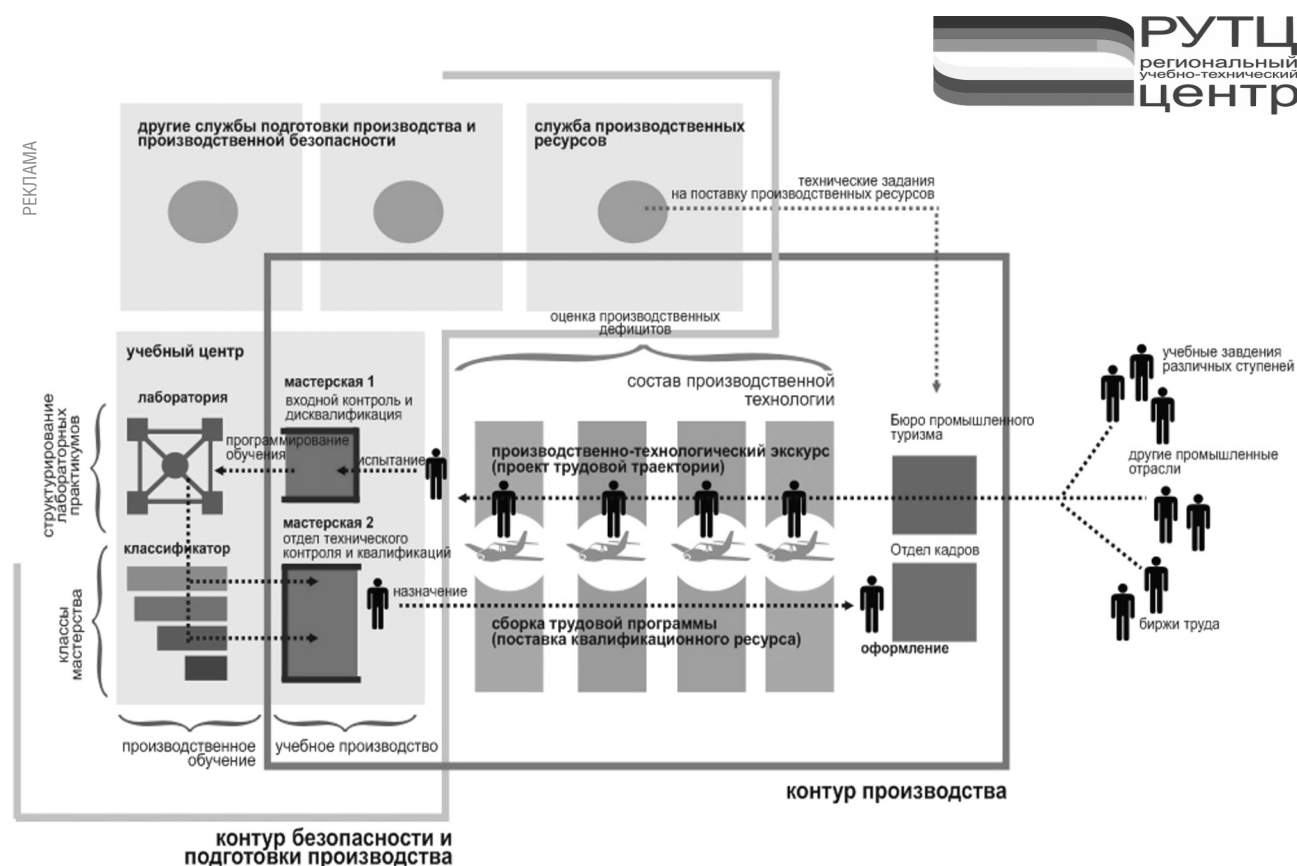 РУТЦ
региональный
учебно-технический
центр
РЕКЛАМА
другие службы подготовки производства и
производственной безопасности
служба производственных
ресурсов
технические задания
на поставку производственных ресурсов
оценка производственных
дефицитов
учебный центр
лаборатория
мастерская 1
входной контроль и
дисквалификация
состав производственной
технологии
учебные завдения
различных ступеней
Бюро промышленного
туризма
структурирование
лабораторных
практикумов
программирование
обучения
испытание
производственно-технологический экскурс
(проект трудовой траектории)
другие промышленные
отрасли
мастерская 2
отдел технического
контроля и квалификаций
классификатор
Отдел кадров
классы
мастерства
назначение
сборка трудовой программы
(поставка квалификационного ресурса)
оформление
биржи труда
производственное
обучение
учебное производство
контур производства
контур безопасности и
подготовки производства